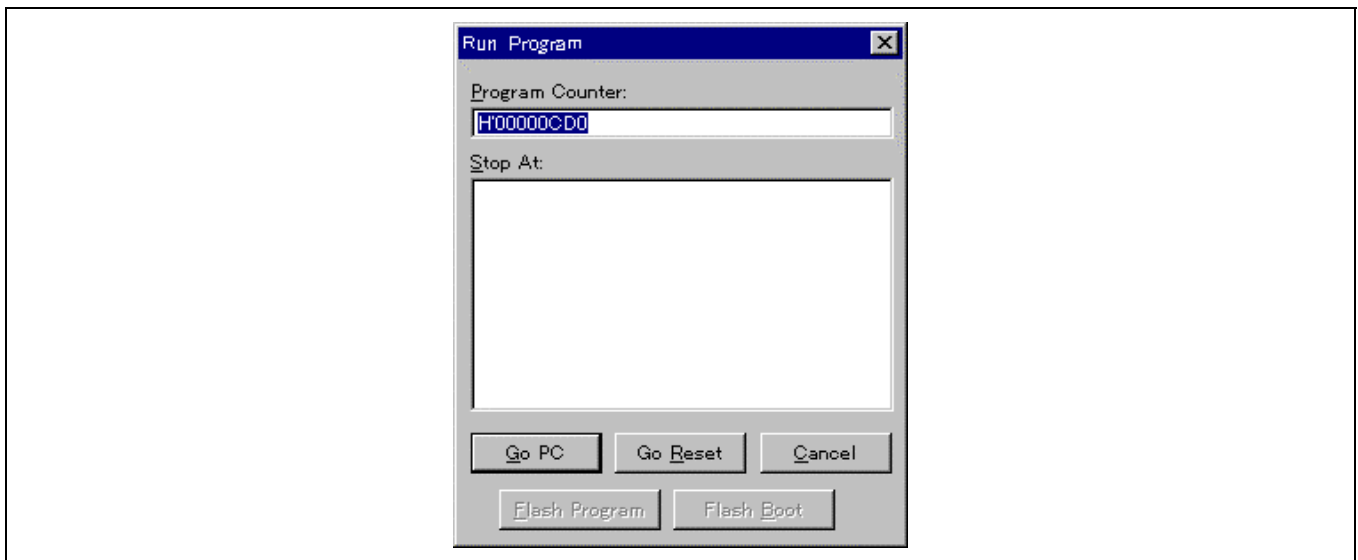 Run Program
Program Counter:
H'00000CD0
Stop At:
Go PC Go Reset Cancel
Flash Program Flash Boot